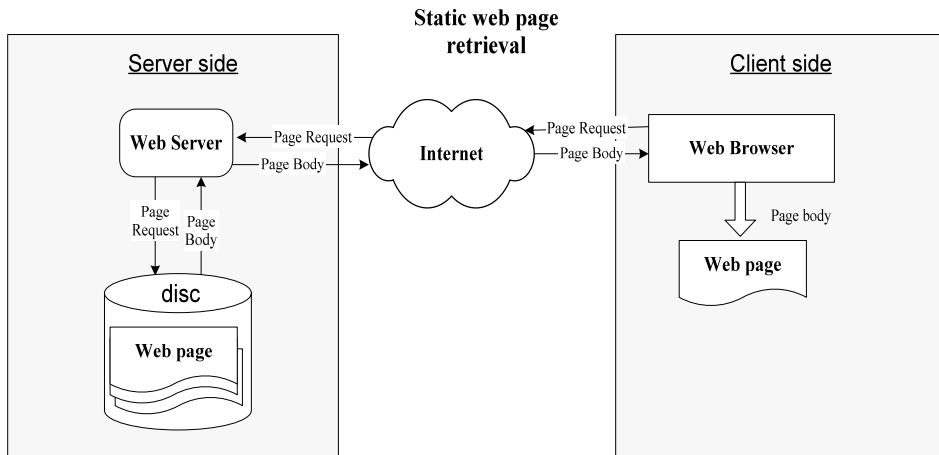 Static web page
retrieval
Server side
Client side
Web Server
Page Request
Page Body
Internet
Page Request
Page Body
Web Browser
Page
Request
Page
Body
Page body
Web page
disc
Web page